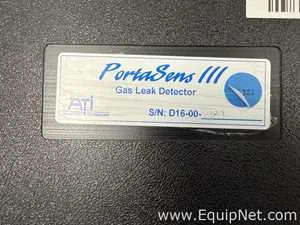 PortaSens III
Gas Leak Detector
ATI
S/N: D16-00-
www.EquipNet.com